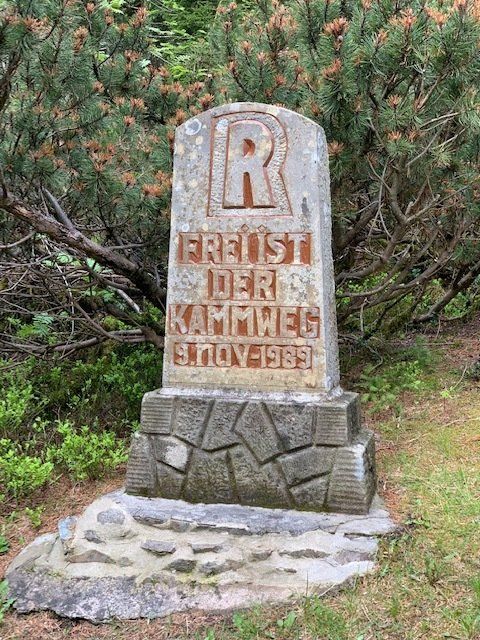 R
FREI IST
DER
KAMMWEG
9.NOV-1989